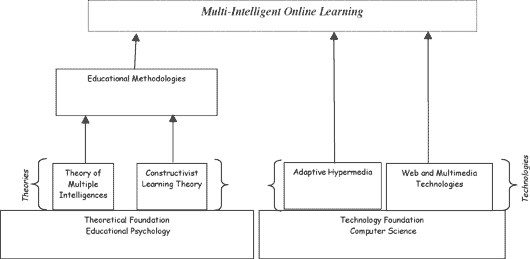 Multi-Intelligent Online Learning
Educational Methodologies
Theories
Theory of
Multiple
Intelligences
Constructivist
Learning Theory
Adaptive Hypermedia
Web and Multimedia
Technologies
Technologies
Theoretical Foundation
Educational Psychology
Technology Foundation
Computer Science